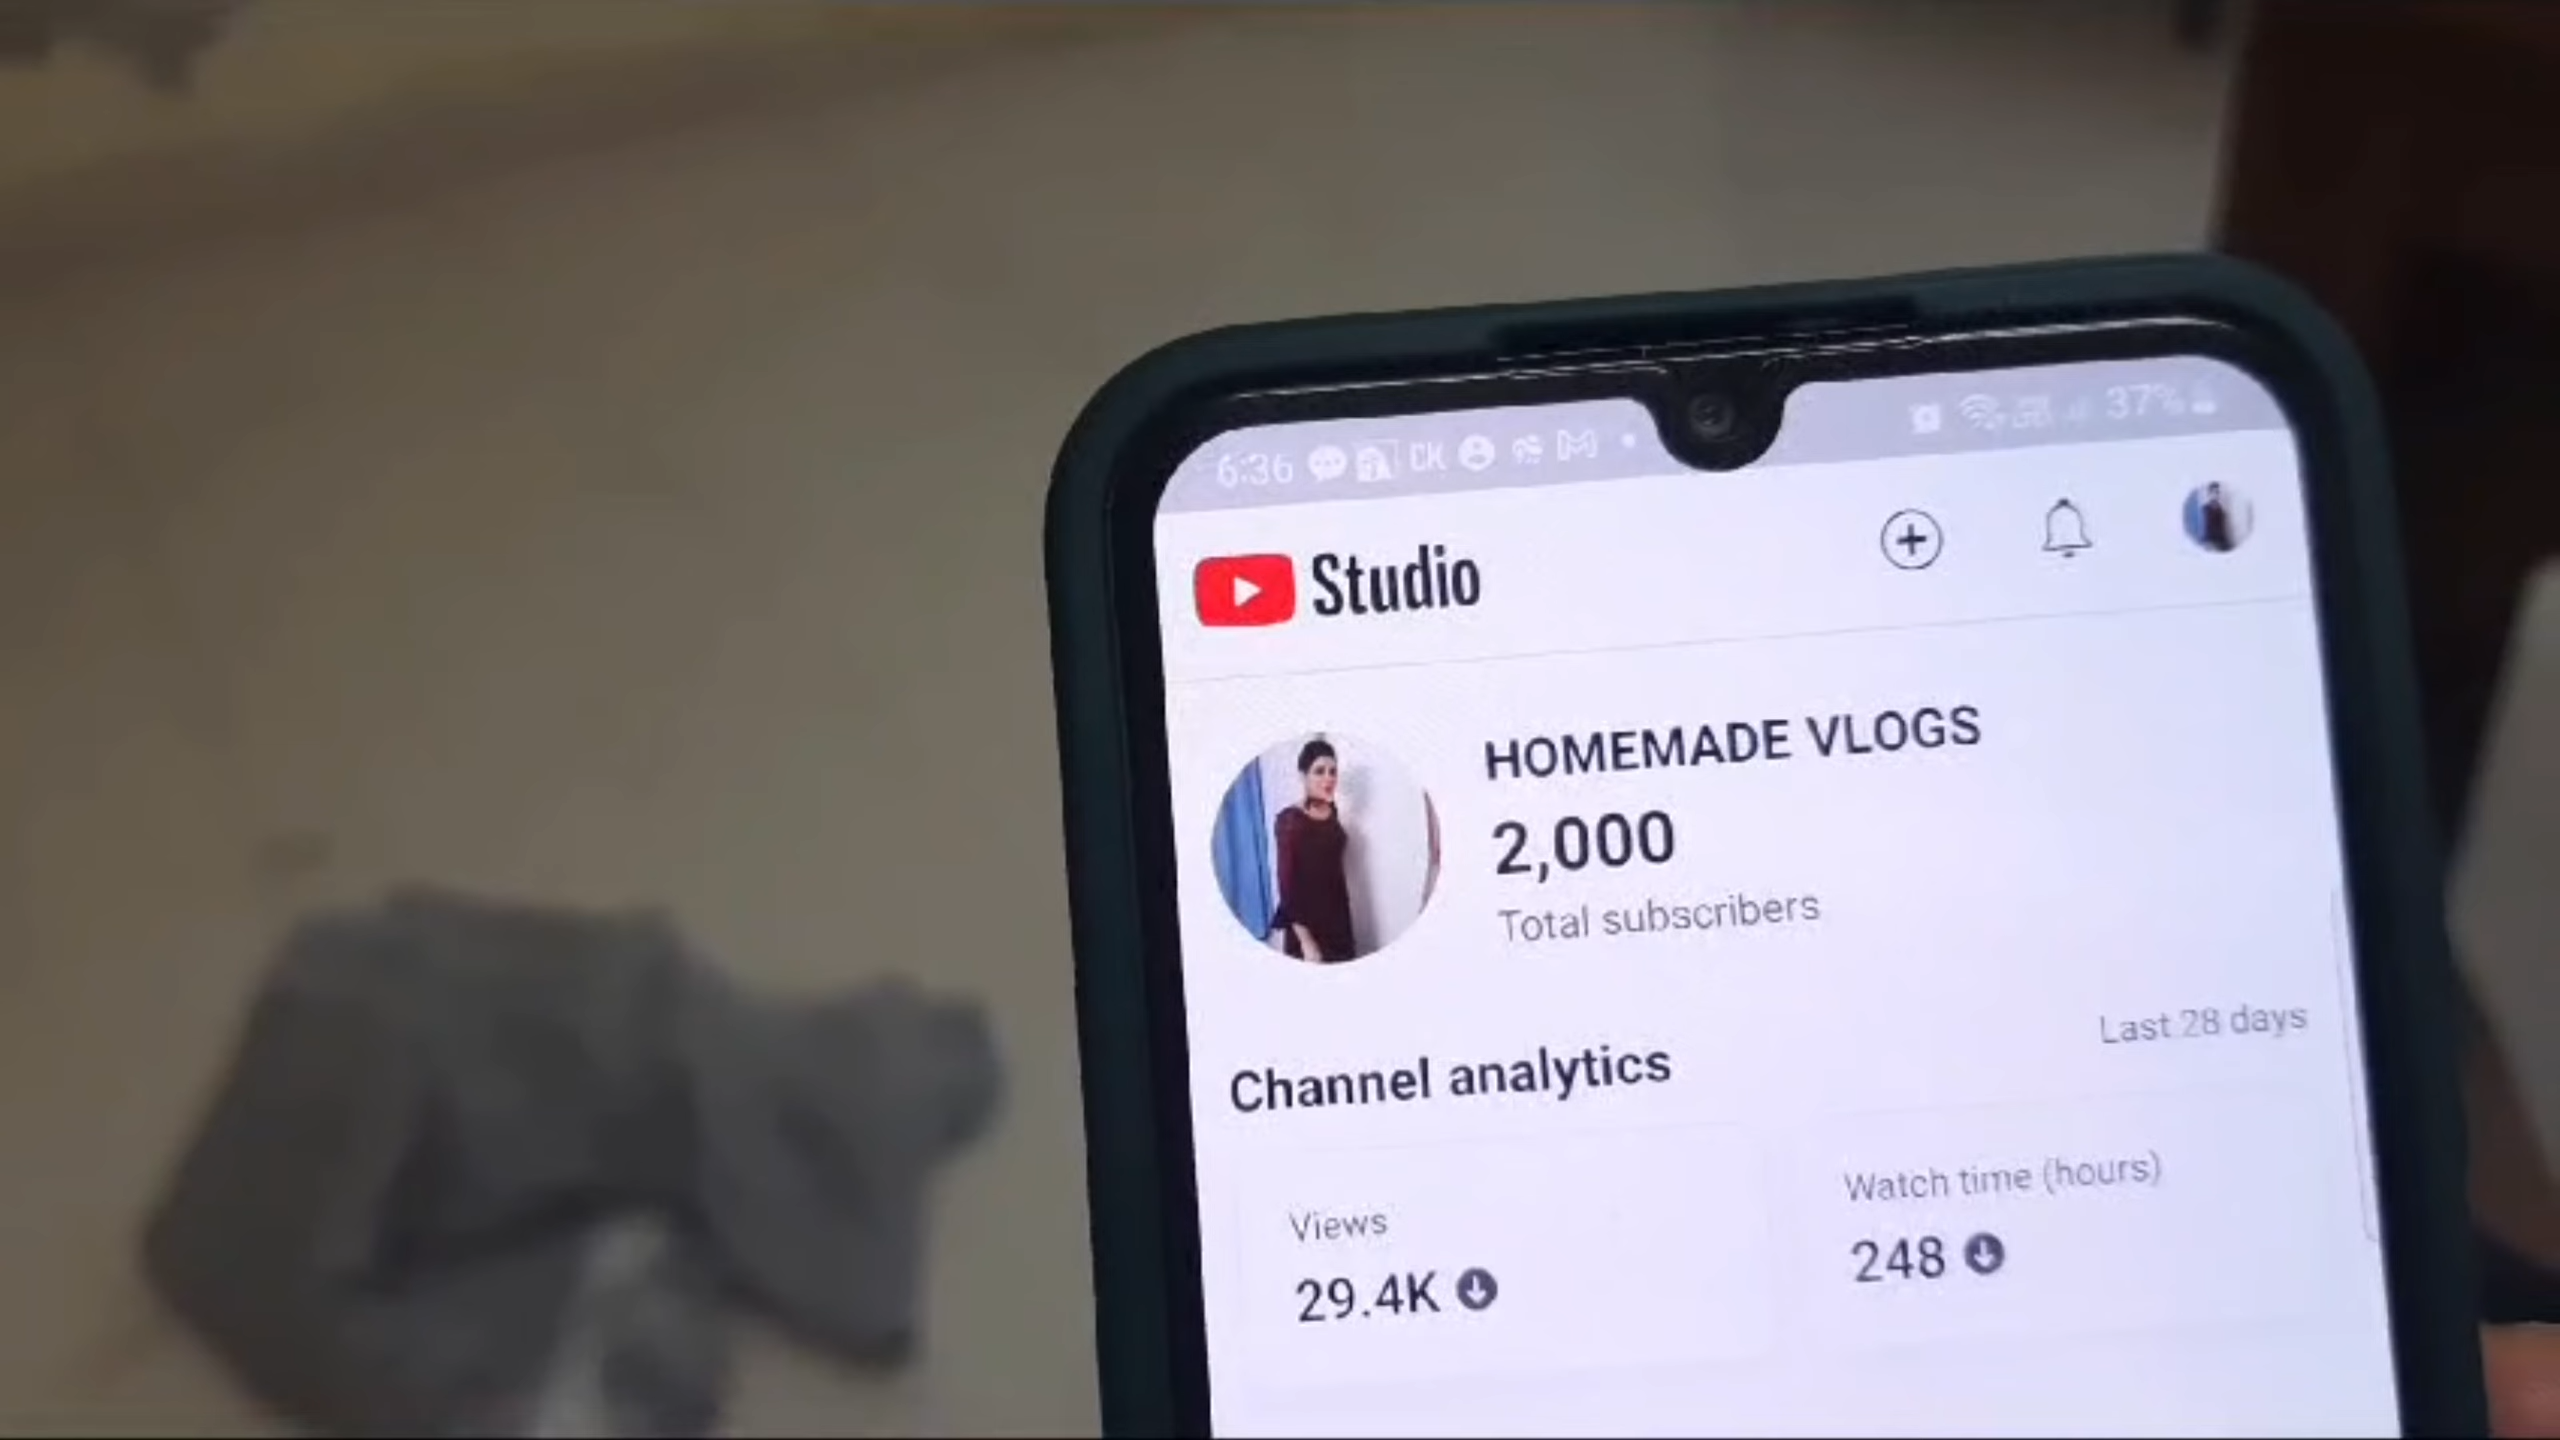 6:36 CK 37%
Studio
HOMEMADE VLOGS
2,000
Total subscribers
Channel analytics
Last 28 days
Views
Watch time (hours)
29.4K
248